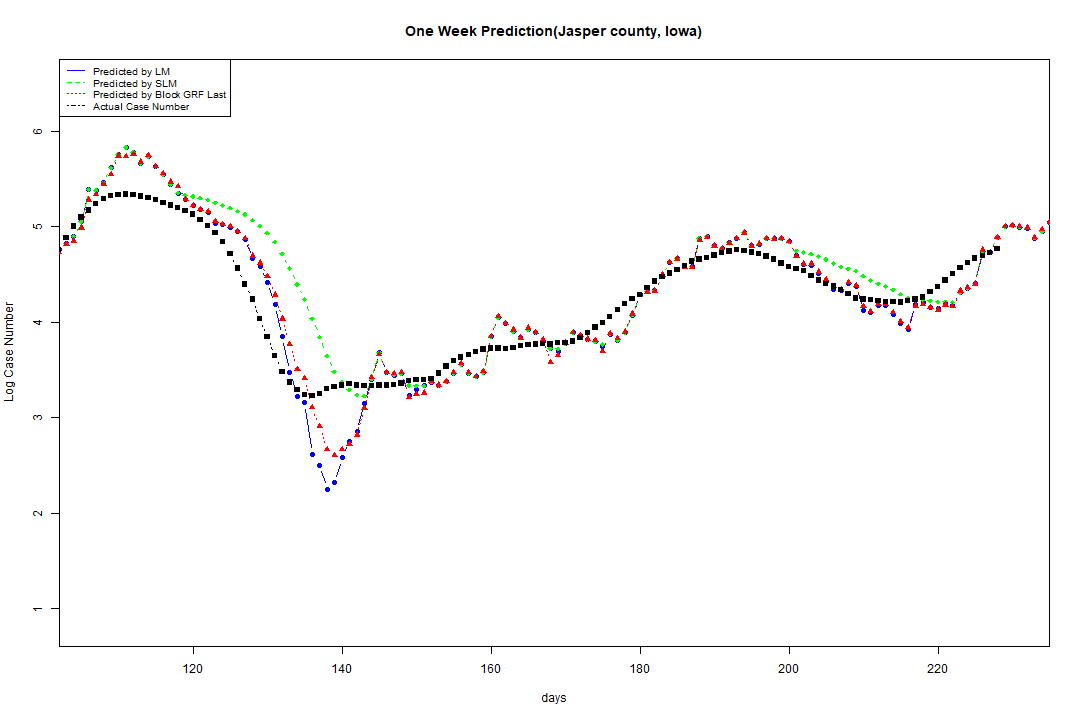 One Week Prediction(Jasper county, Iowa)
Predicted by LM
Predicted by SLM
Predicted by Block GRF Last
Actual Case Number
6
5
4
3
2
1
Log Case Number
120 140 160 180 200 220
days